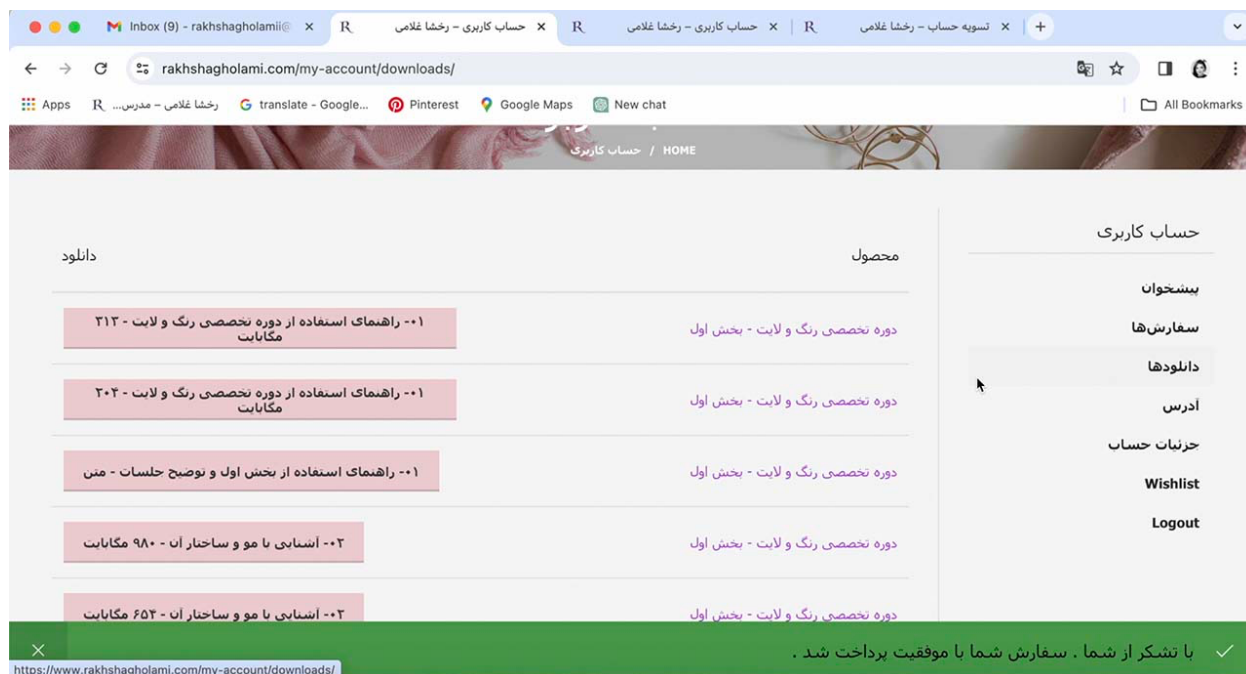 Inbox (9) - rakhshagholamii@
حساب کاربری – رخشا غلامی
حساب کاربری – رخشا غلامی
تسویه حساب – رخشا غلامی
rakhshagholami.com/my-account/downloads/
Apps
رخشا غلامی – مدرس...
translate - Google...
Pinterest
Google Maps
New chat
All Bookmarks
HOME / حساب کاربری
حساب کاربری
پیشخوان
سفارش‌ها
دانلودها
آدرس
جزئیات حساب
Wishlist
Logout
محصول دانلود
دوره تخصصی رنگ و لایت - بخش اول
۰۱- راهنمای استفاده از دوره تخصصی رنگ و لایت - ۳۱۳
مگابایت
دوره تخصصی رنگ و لایت - بخش اول
۰۱- راهنمای استفاده از دوره تخصصی رنگ و لایت - ۲۰۴
مگابایت
دوره تخصصی رنگ و لایت - بخش اول
۰۱- راهنمای استفاده از بخش اول و توضیح جلسات - متن
دوره تخصصی رنگ و لایت - بخش اول
۰۲- آشنایی با مو و ساختار آن - ۹۸۰ مگابایت
دوره تخصصی رنگ و لایت - بخش اول
۰۲- آشنایی با مو و ساختار آن - ۶۵۴ مگابایت
با تشکر از شما . سفارش شما با موفقیت پرداخت شد .
https://www.rakhshagholami.com/my-account/downloads/